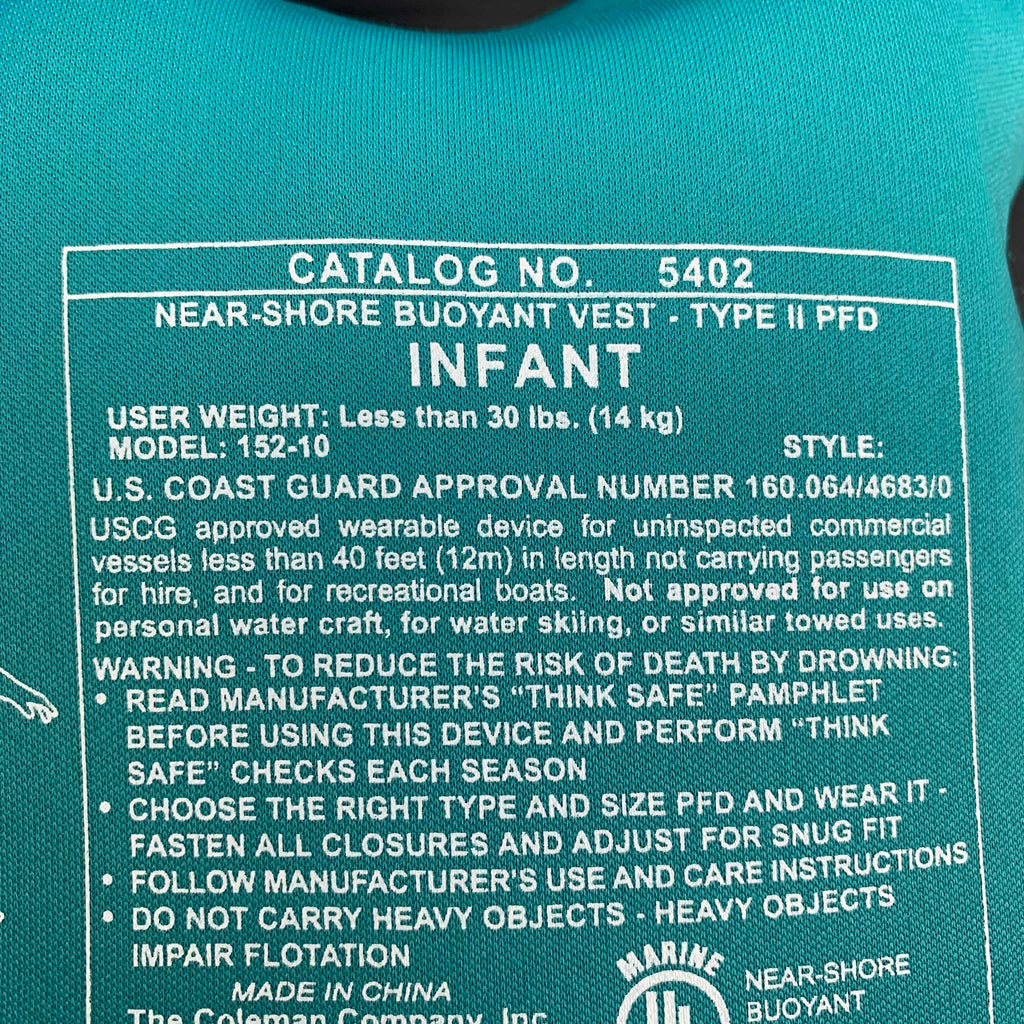 CATALOG NO. 5402
NEAR-SHORE BUOYANT VEST - TYPE II PFD
INFANT
USER WEIGHT: Less than 30 lbs. (14 kg)
MODEL: 152-10 STYLE:
U.S. COAST GUARD APPROVAL NUMBER 160.064/4683/0
USCG approved wearable device for uninspected commercial
vessels less than 40 feet (12m) in length not carrying passengers
for hire, and for recreational boats. Not approved for use on
personal water craft, for water skiing, or similar towed uses.
WARNING - TO REDUCE THE RISK OF DEATH BY DROWNING:
• READ MANUFACTURER'S "THINK SAFE" PAMPHLET
BEFORE USING THIS DEVICE AND PERFORM "THINK
SAFE" CHECKS EACH SEASON
• CHOOSE THE RIGHT TYPE AND SIZE PFD AND WEAR IT -
FASTEN ALL CLOSURES AND ADJUST FOR SNUG FIT
• FOLLOW MANUFACTURER'S USE AND CARE INSTRUCTIONS
• DO NOT CARRY HEAVY OBJECTS - HEAVY OBJECTS
IMPAIR FLOTATION
MADE IN CHINA
The Coleman Company, Inc.
MARINE
UL
NEAR-SHORE
BUOYANT